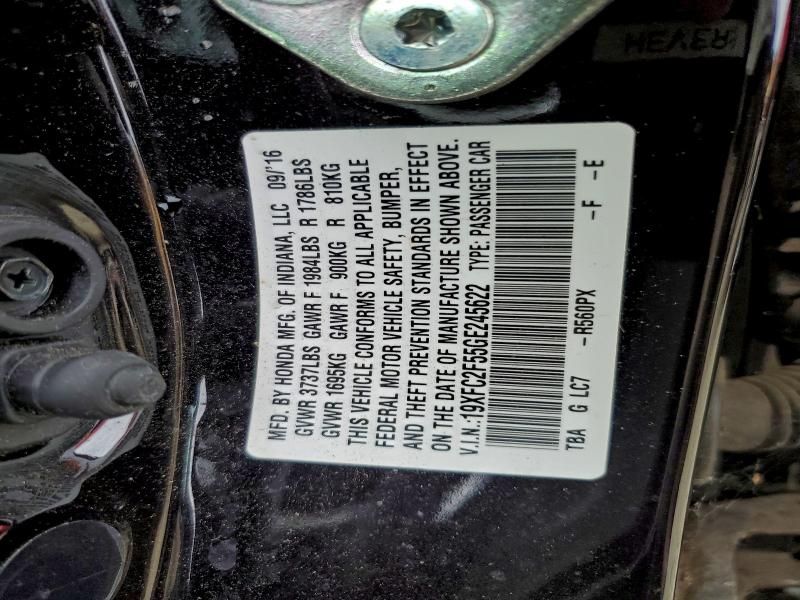 MFD. BY HONDA MFG. OF INDIANA, LLC 09/'16
GVWR 3737LBS GAWR F 1984LBS R 1786LBS
GVWR 1695KG GAWR F 900KG R 810KG
THIS VEHICLE CONFORMS TO ALL APPLICABLE
FEDERAL MOTOR VEHICLE SAFETY, BUMPER,
AND THEFT PREVENTION STANDARDS IN EFFECT
ON THE DATE OF MANUFACTURE SHOWN ABOVE.
V.I.N.:19XFC2F55GE245622 TYPE: PASSENGER CAR
TBA G LC7 -R560PX -F -E